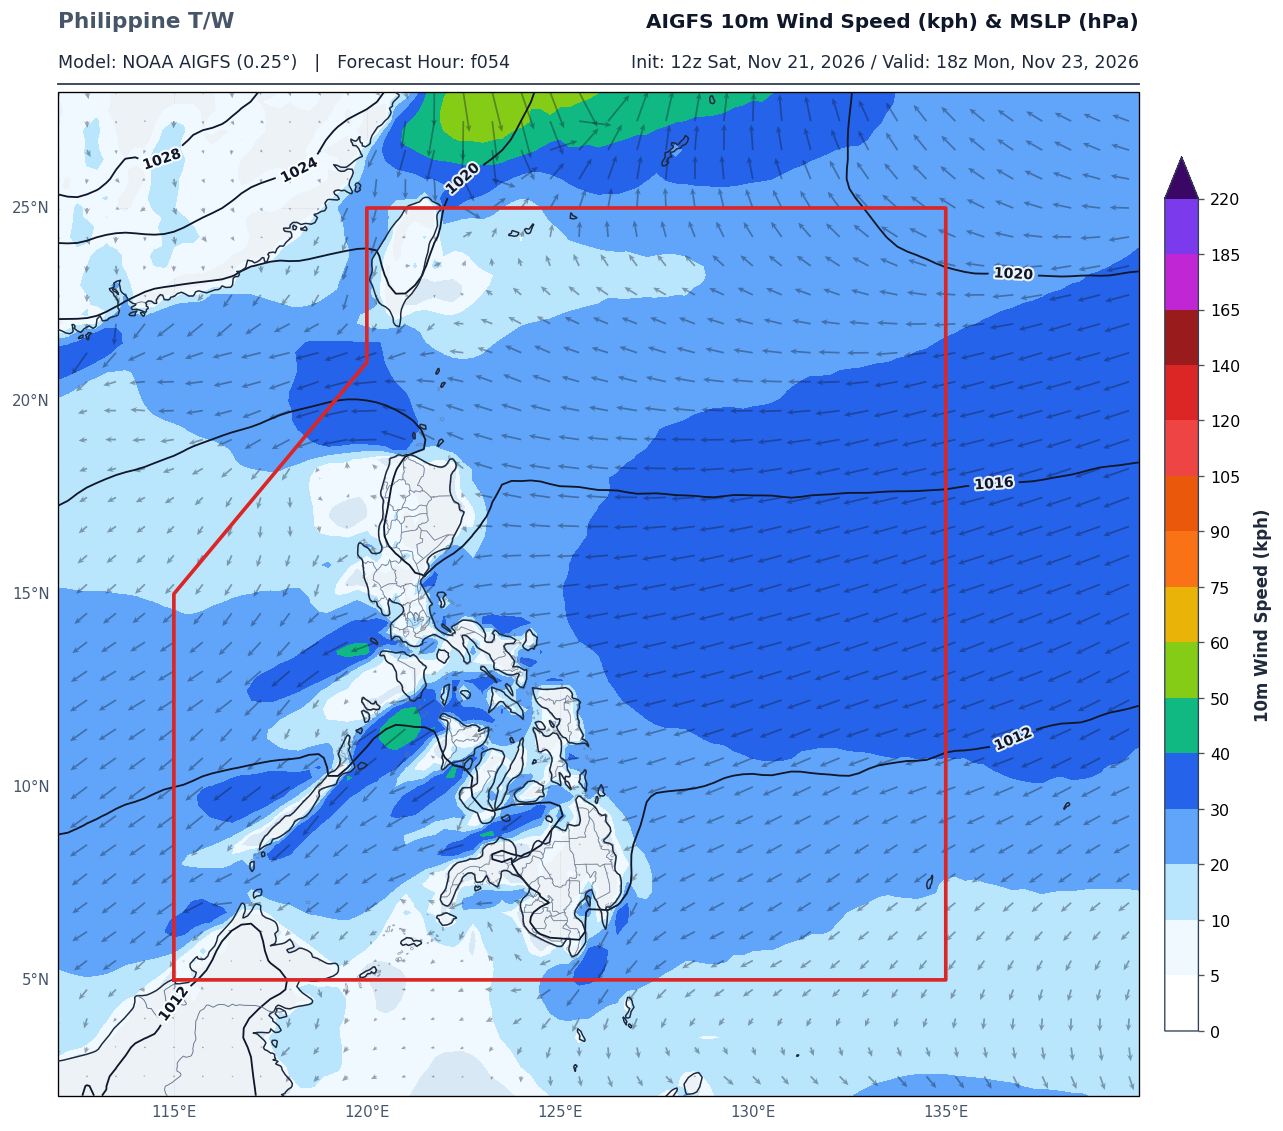 Philippine T/W
AIGFS 10m Wind Speed (kph) & MSLP (hPa)
Model: NOAA AIGFS (0.25°)   |   Forecast Hour: f054
Init: 12z Sat, Nov 21, 2026 / Valid: 18z Mon, Nov 23, 2026
1028
1024
1020
25°N
1020
20°N
1016
15°N
1012
10°N
5°N
1012
115°E
120°E
125°E
130°E
135°E
220
185
165
140
120
105
90
75
60
50
40
30
20
10
5
0
10m Wind Speed (kph)